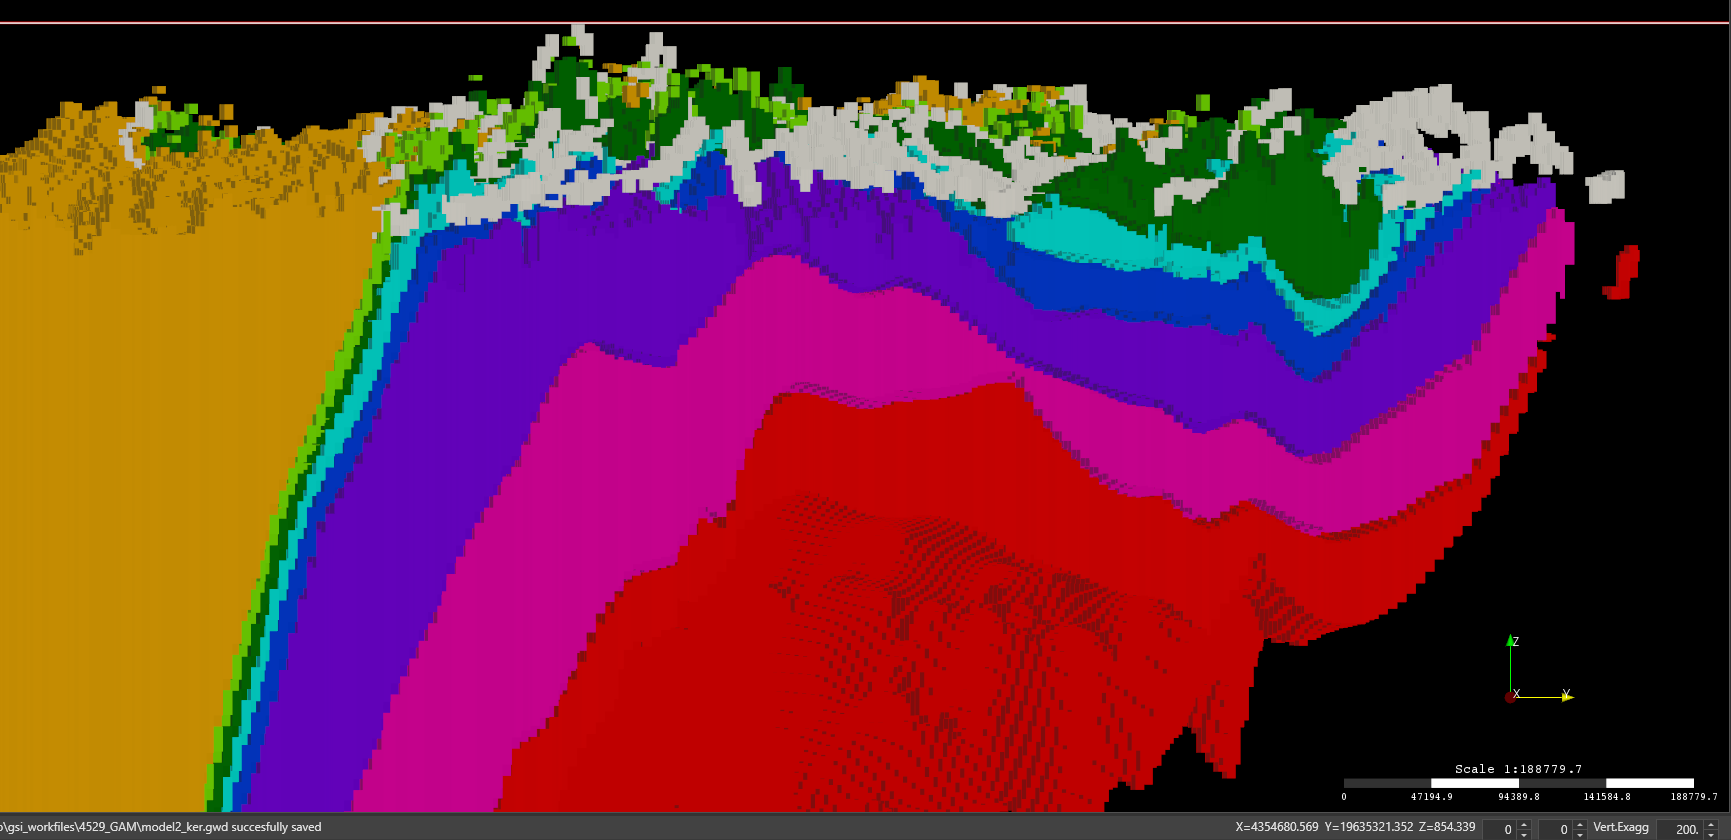 Z
X Y
Scale 1:188779.7
0 47194.9 94389.8 141584.8 188779.7
\gsi_workfiles\4529_GAM\model2_ker.gwd succesfully saved X=4354680.569 Y=19635321.352 Z=854.339 0 0 Vert.Exagg 200.